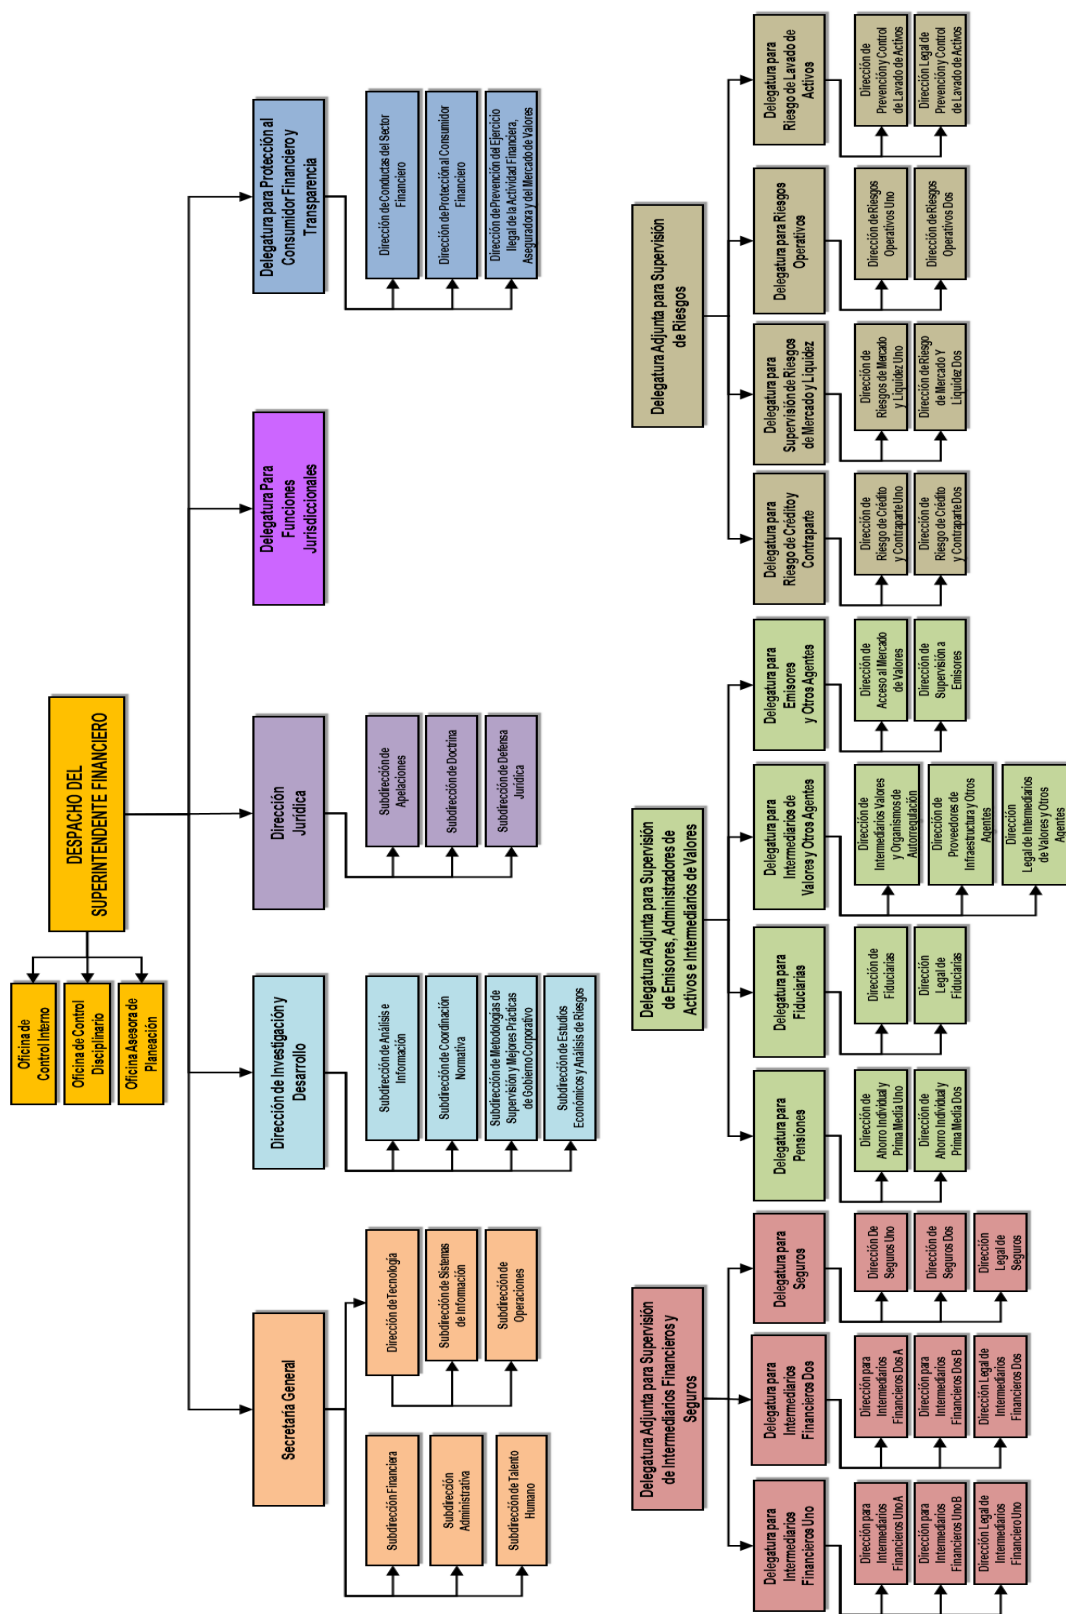 DESPACHO DEL
SUPERINTENDENTE FINANCIERO
Oficina de
Control Interno
Oficina de Control
Disciplinario
Oficina Asesora de
Planeación
Secretaría General
Subdirección Financiera
Subdirección
Administrativa
Subdirección de Talento
Humano
Dirección de Tecnología
Subdirección de Sistemas
de Información
Subdirección de
Operaciones
Dirección de Investigación y
Desarrollo
Subdirección de Análisis e
Información
Subdirección de Coordinación
Normativa
Subdirección de Metodologías de
Supervisión y Mejores Prácticas
de Gobierno Corporativo
Subdirección de Estudios
Económicos y Análisis de Riesgos
Dirección
Jurídica
Subdirección de
Apelaciones
Subdirección de Doctrina
Subdirección de Defensa
Jurídica
Delegatura Para
Funciones
Jurisdiccionales
Delegatura para Protección al
Consumidor Financiero y
Transparencia
Dirección de Conductas del Sector
Financiero
Dirección de Protección al Consumidor
Financiero
Dirección de Prevención del Ejercicio
Ilegal de la Actividad Financiera,
Aseguradora y del Mercado de Valores
Delegatura Adjunta para Supervisión
de Intermediarios Financieros y
Seguros
Delegatura para
Intermediarios
Financieros Uno
Dirección para
Intermediarios
Financieros Uno A
Dirección para
Intermediarios
Financieros Uno B
Dirección Legal de
Intermediarios
Financiero Uno
Delegatura para
Intermediarios
Financieros Dos
Dirección para
Intermediarios
Financieros Dos A
Dirección para
Intermediarios
Financieros Dos B
Dirección Legal de
Intermediarios
Financieros Dos
Delegatura para
Seguros
Dirección De
Seguros Uno
Dirección de
Seguros Dos
Dirección
Legal de
Seguros
Delegatura Adjunta para Supervisión
de Emisores, Administradores de
Activos e Intermediarios de Valores
Delegatura para
Pensiones
Dirección de
Ahorro Individual y
Prima Media Uno
Dirección de
Ahorro Individual y
Prima Media Dos
Delegatura para
Fiduciarias
Dirección de
Fiduciarias
Dirección
Legal de
Fiduciarias
Delegatura para
Intermediarios de
Valores y Otros Agentes
Dirección de
Intermediarios Valores
y Organismos de
Autorregulación
Dirección de
Proveedores de
Infraestructura y Otros
Agentes
Dirección
Legal de Intermediarios
de Valores y Otros
Agentes
Delegatura para
Emisores
y Otros Agentes
Dirección de
Acceso al Mercado
de Valores
Dirección de
Supervisión a
Emisores
Delegatura Adjunta para Supervisión
de Riesgos
Delegatura para
Riesgo de Crédito y
Contraparte
Dirección de
Riesgo de Crédito
y Contraparte Uno
Dirección de
Riesgo de Crédito
y Contraparte Dos
Delegatura para
Supervisión de Riesgos
de Mercado y Liquidez
Dirección de
Riesgos de Mercado
y Liquidez Uno
Dirección de Riesgo
de Mercado Y
Liquidez Dos
Delegatura para Riesgos
Operativos
Dirección de Riesgos
Operativos Uno
Dirección de Riesgos
Operativos Dos
Delegatura para
Riesgo de Lavado de
Activos
Dirección de
Prevención y Control
de Lavado de Activos
Dirección Legal de
Prevención y Control
de Lavado de Activos